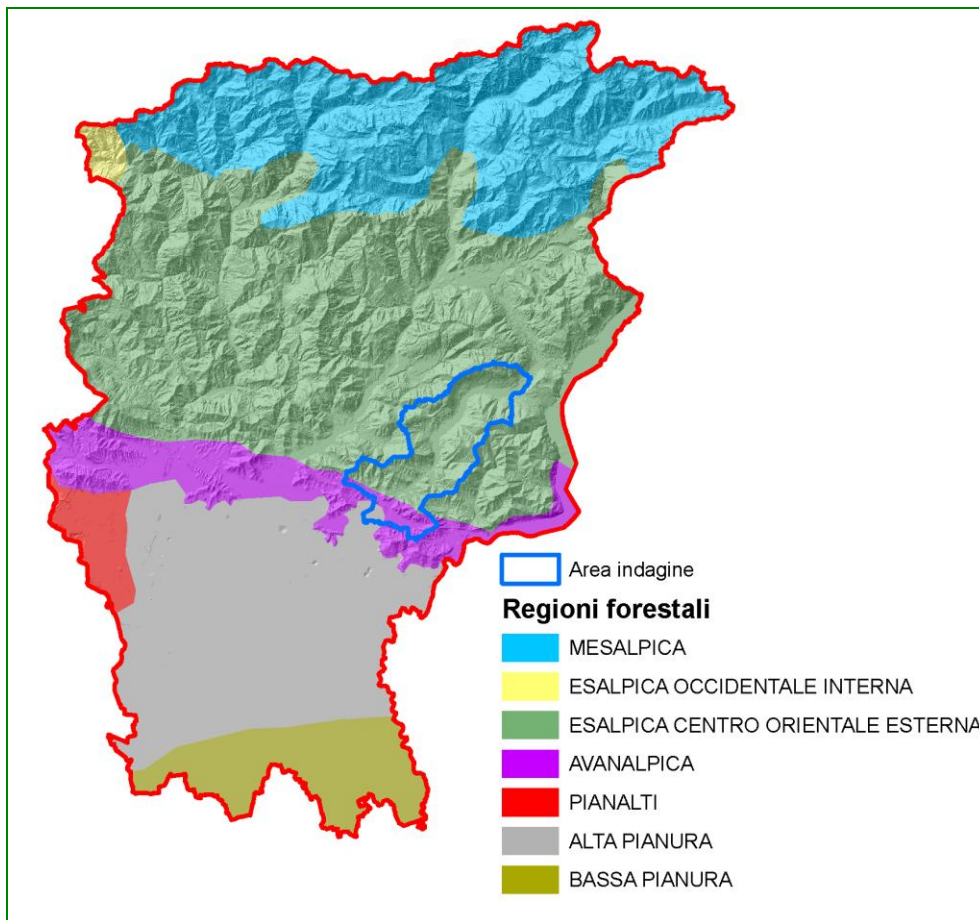 Area indagine
Regioni forestali
MESALPICA
ESALPICA OCCIDENTALE INTERNA
ESALPICA CENTRO ORIENTALE ESTERNA
AVANALPICA
PIANALTI
ALTA PIANURA
BASSA PIANURA